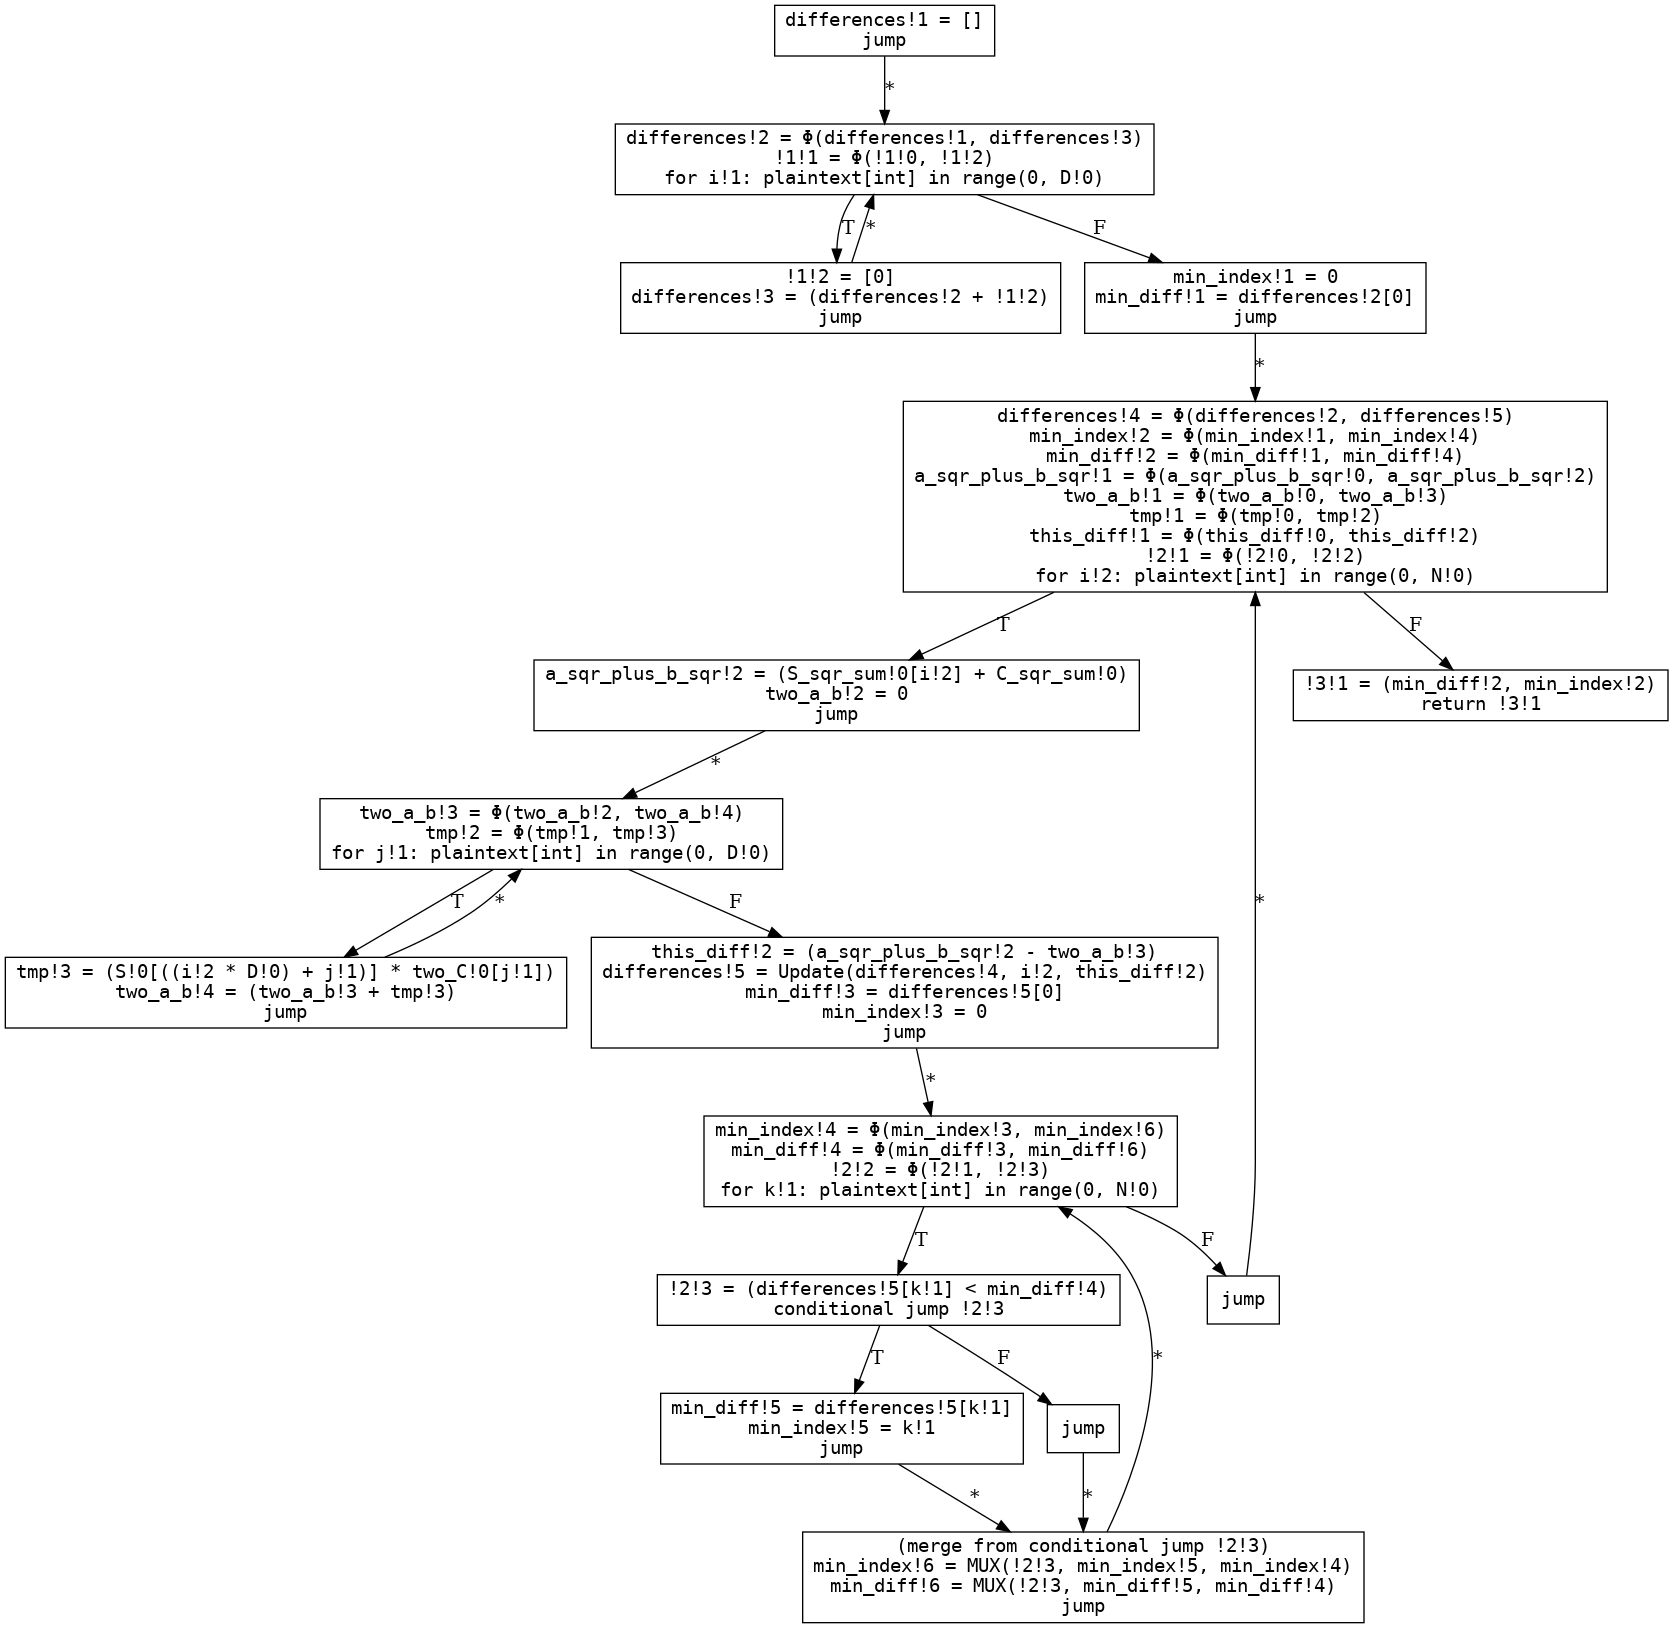 differences!1 = []
jump
*
differences!2 = Φ(differences!1, differences!3)
!1!1 = Φ(!1!0, !1!2)
for i!1: plaintext[int] in range(0, D!0)
T
*
F
!1!2 = [0]
differences!3 = (differences!2 + !1!2)
jump
min_index!1 = 0
min_diff!1 = differences!2[0]
jump
*
differences!4 = Φ(differences!2, differences!5)
min_index!2 = Φ(min_index!1, min_index!4)
min_diff!2 = Φ(min_diff!1, min_diff!4)
a_sqr_plus_b_sqr!1 = Φ(a_sqr_plus_b_sqr!0, a_sqr_plus_b_sqr!2)
two_a_b!1 = Φ(two_a_b!0, two_a_b!3)
tmp!1 = Φ(tmp!0, tmp!2)
this_diff!1 = Φ(this_diff!0, this_diff!2)
!2!1 = Φ(!2!0, !2!2)
for i!2: plaintext[int] in range(0, N!0)
T
F
a_sqr_plus_b_sqr!2 = (S_sqr_sum!0[i!2] + C_sqr_sum!0)
two_a_b!2 = 0
jump
!3!1 = (min_diff!2, min_index!2)
return !3!1
*
two_a_b!3 = Φ(two_a_b!2, two_a_b!4)
tmp!2 = Φ(tmp!1, tmp!3)
for j!1: plaintext[int] in range(0, D!0)
T
*
F
*
tmp!3 = (S!0[((i!2 * D!0) + j!1)] * two_C!0[j!1])
two_a_b!4 = (two_a_b!3 + tmp!3)
jump
this_diff!2 = (a_sqr_plus_b_sqr!2 - two_a_b!3)
differences!5 = Update(differences!4, i!2, this_diff!2)
min_diff!3 = differences!5[0]
min_index!3 = 0
jump
*
min_index!4 = Φ(min_index!3, min_index!6)
min_diff!4 = Φ(min_diff!3, min_diff!6)
!2!2 = Φ(!2!1, !2!3)
for k!1: plaintext[int] in range(0, N!0)
T
F
!2!3 = (differences!5[k!1] < min_diff!4)
conditional jump !2!3
jump
T
F
*
min_diff!5 = differences!5[k!1]
min_index!5 = k!1
jump
jump
*
*
(merge from conditional jump !2!3)
min_index!6 = MUX(!2!3, min_index!5, min_index!4)
min_diff!6 = MUX(!2!3, min_diff!5, min_diff!4)
jump